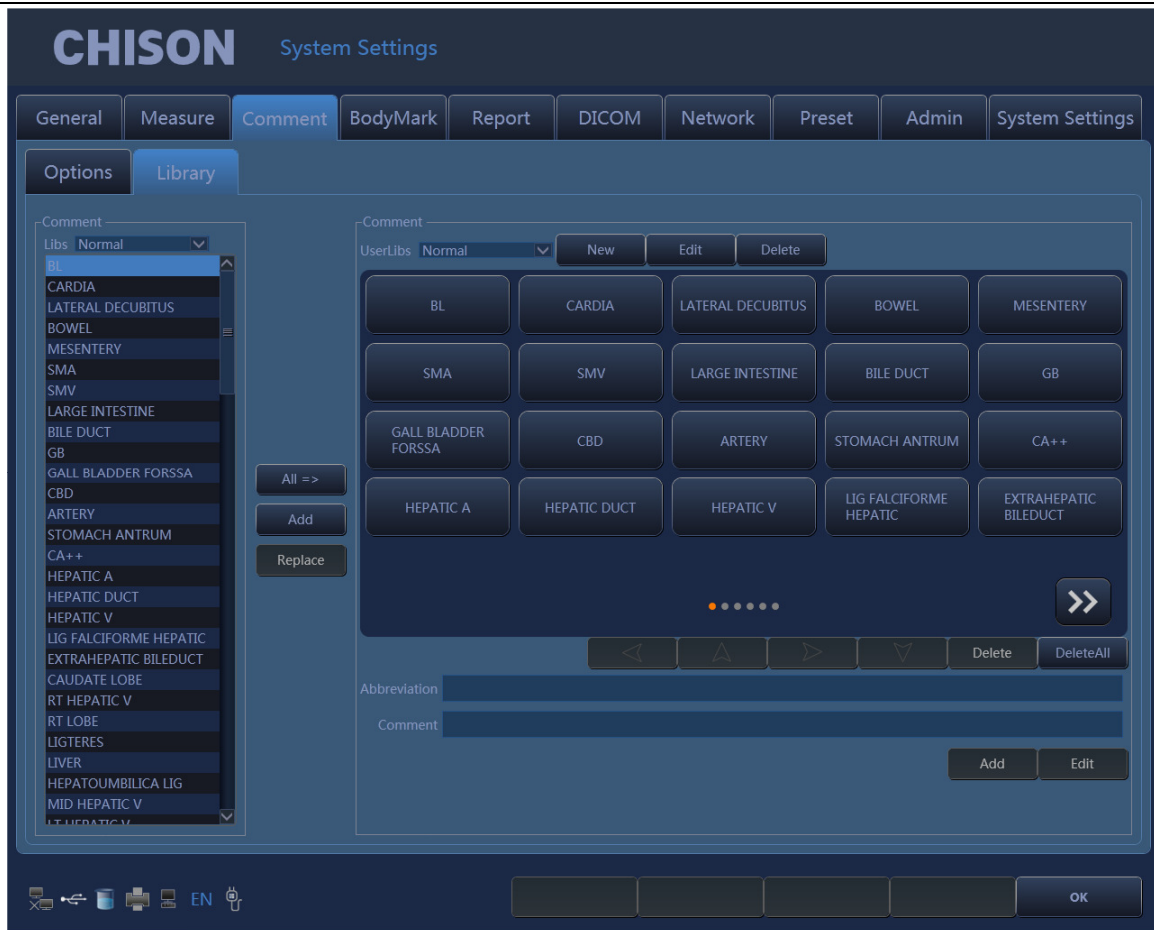 CHISON System Settings
General Measure Comment BodyMark Report DICOM Network Preset Admin System Settings
Options Library
Comment
Libs Normal
BL
CARDIA
LATERAL DECUBITUS
BOWEL
MESENTERY
SMA
SMV
LARGE INTESTINE
BILE DUCT
GB
GALL BLADDER FORSSA
CBD
ARTERY
STOMACH ANTRUM
CA++
HEPATIC A
HEPATIC DUCT
HEPATIC V
LIG FALCIFORME HEPATIC
EXTRAHEPATIC BILEDUCT
CAUDATE LOBE
RT HEPATIC V
RT LOBE
LIGTERES
LIVER
HEPATOUMBILICA LIG
MID HEPATIC V
LT HEPATIC V
All =>
Add
Replace
Comment
UserLibs Normal New Edit Delete
BL CARDIA LATERAL DECUBITUS BOWEL MESENTERY
SMA SMV LARGE INTESTINE BILE DUCT GB
GALL BLADDER
FORSSA
CBD ARTERY STOMACH ANTRUM CA++
HEPATIC A HEPATIC DUCT HEPATIC V
LIG FALCIFORME
HEPATIC
EXTRAHEPATIC
BILEDUCT
>>
Delete DeleteAll
Abbreviation
Comment
Add Edit
EN
OK